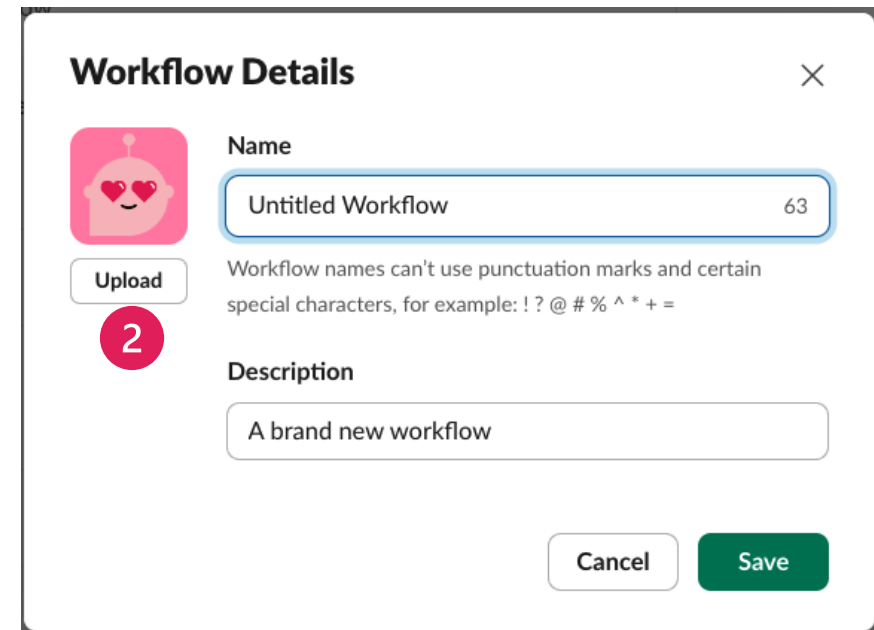 Workflow Details
Name
Untitled Workflow 63
Workflow names can't use punctuation marks and certain
special characters, for example: ! ? @ # % ^ * + =
Upload
2
Description
A brand new workflow
Cancel Save